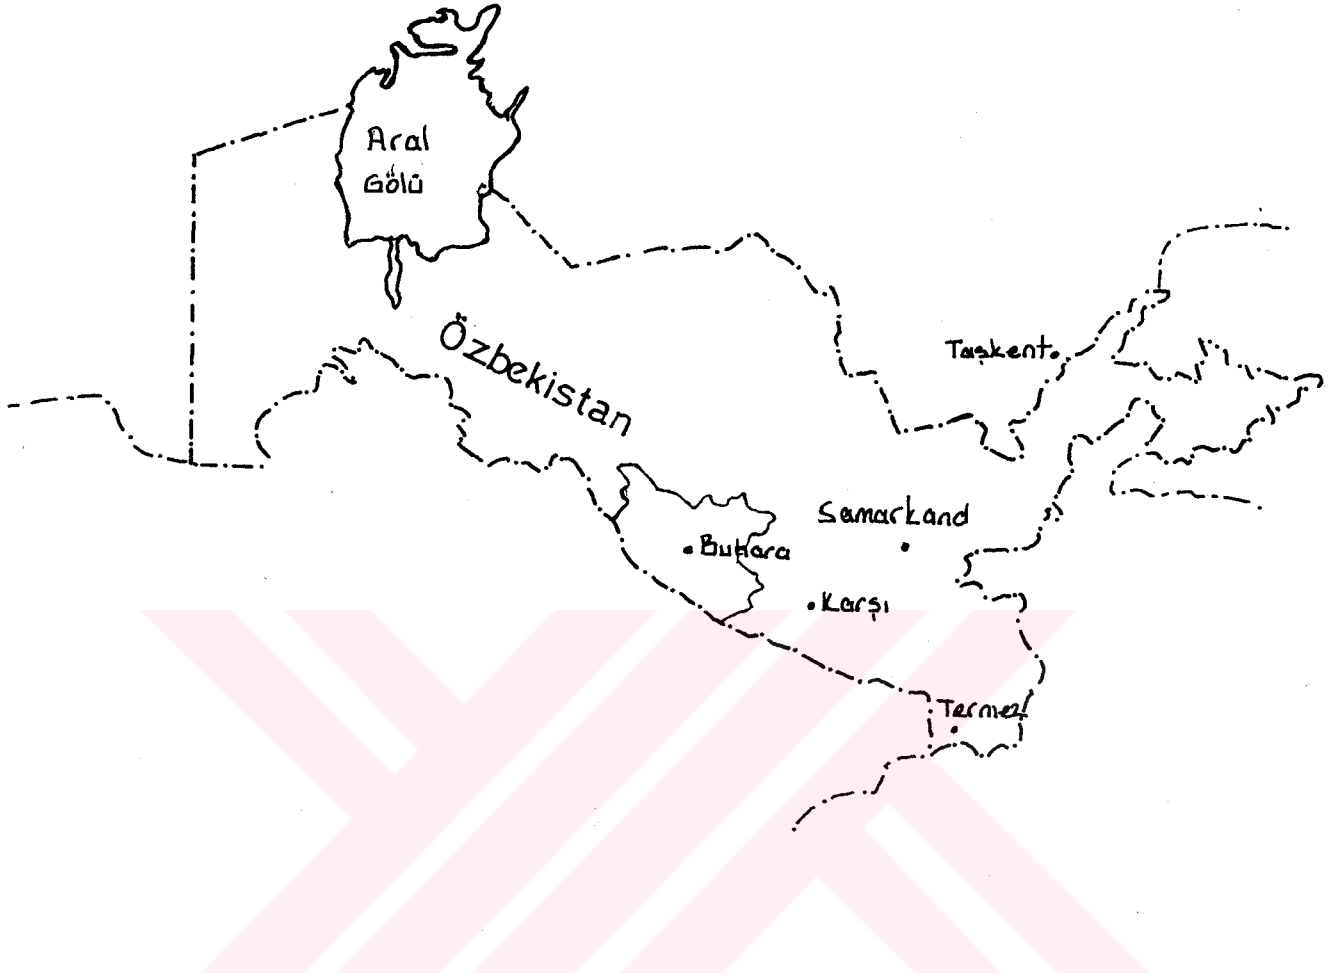 Aral
Gölü
Özbekistan
Taşkent
Samarkand
Buhara
Karşı
Termez